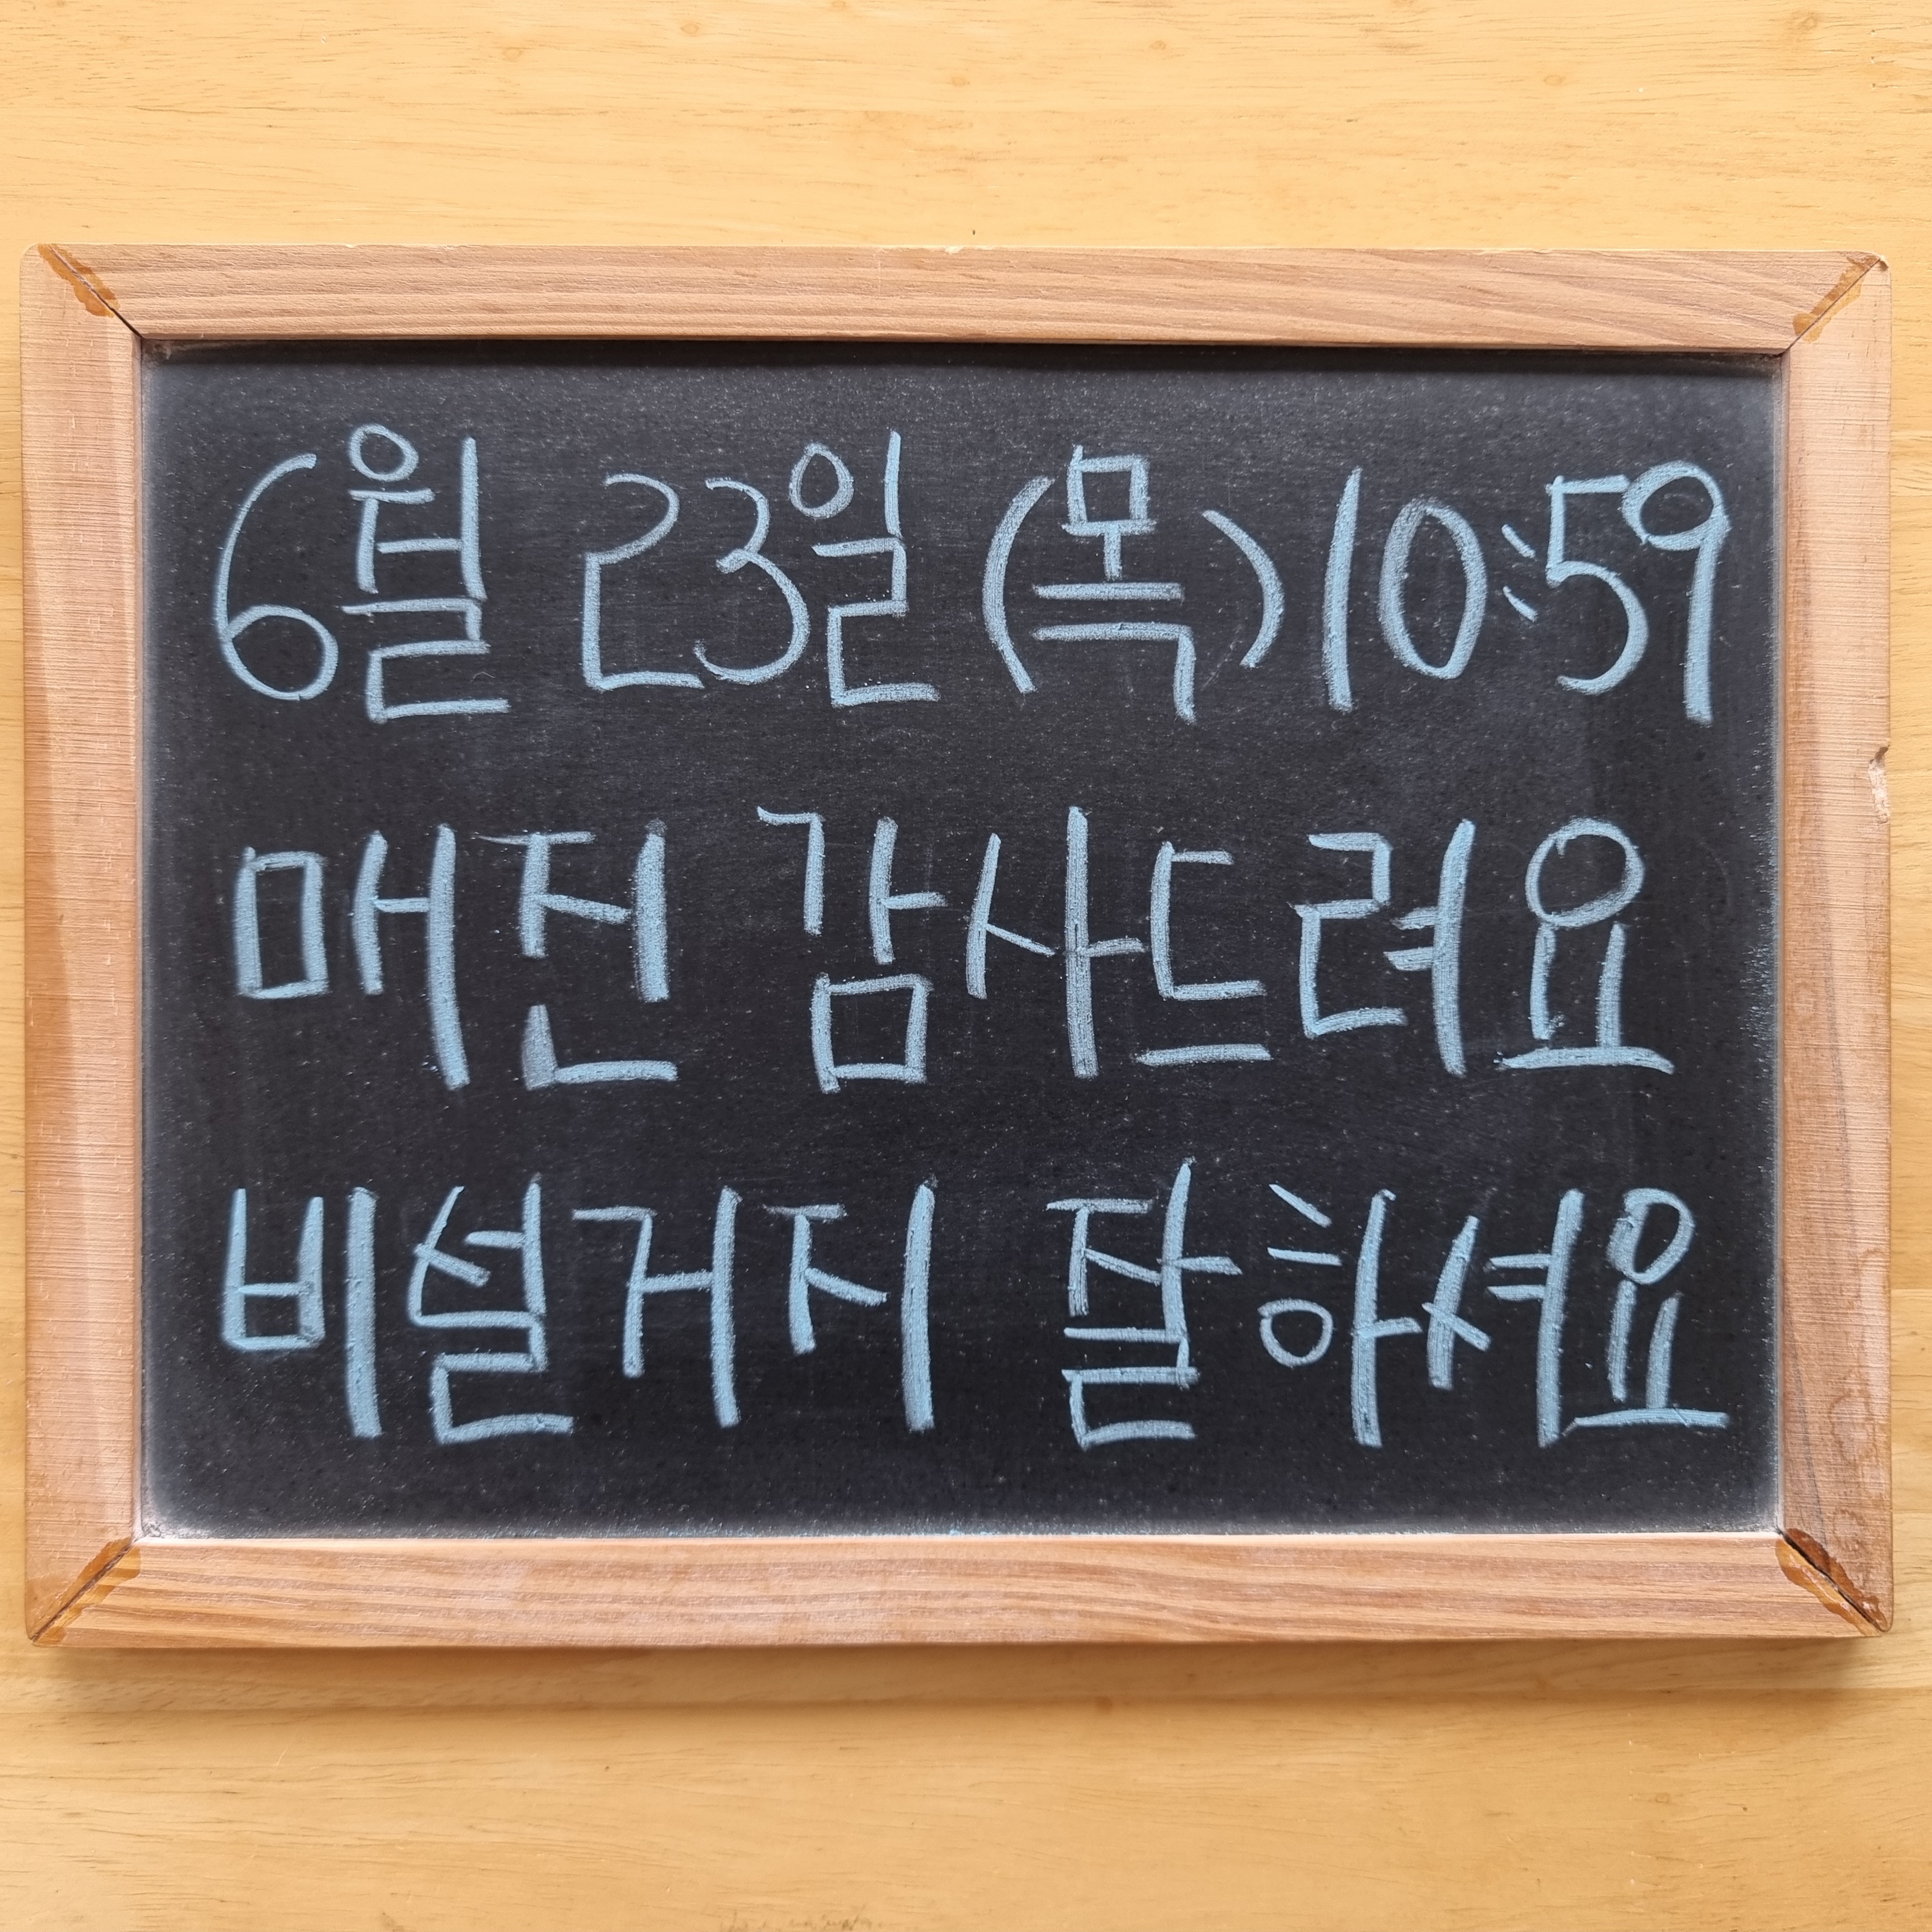 6월 23일 (목) 10:59
매진 감사드려요
비설거지 잘하셔요